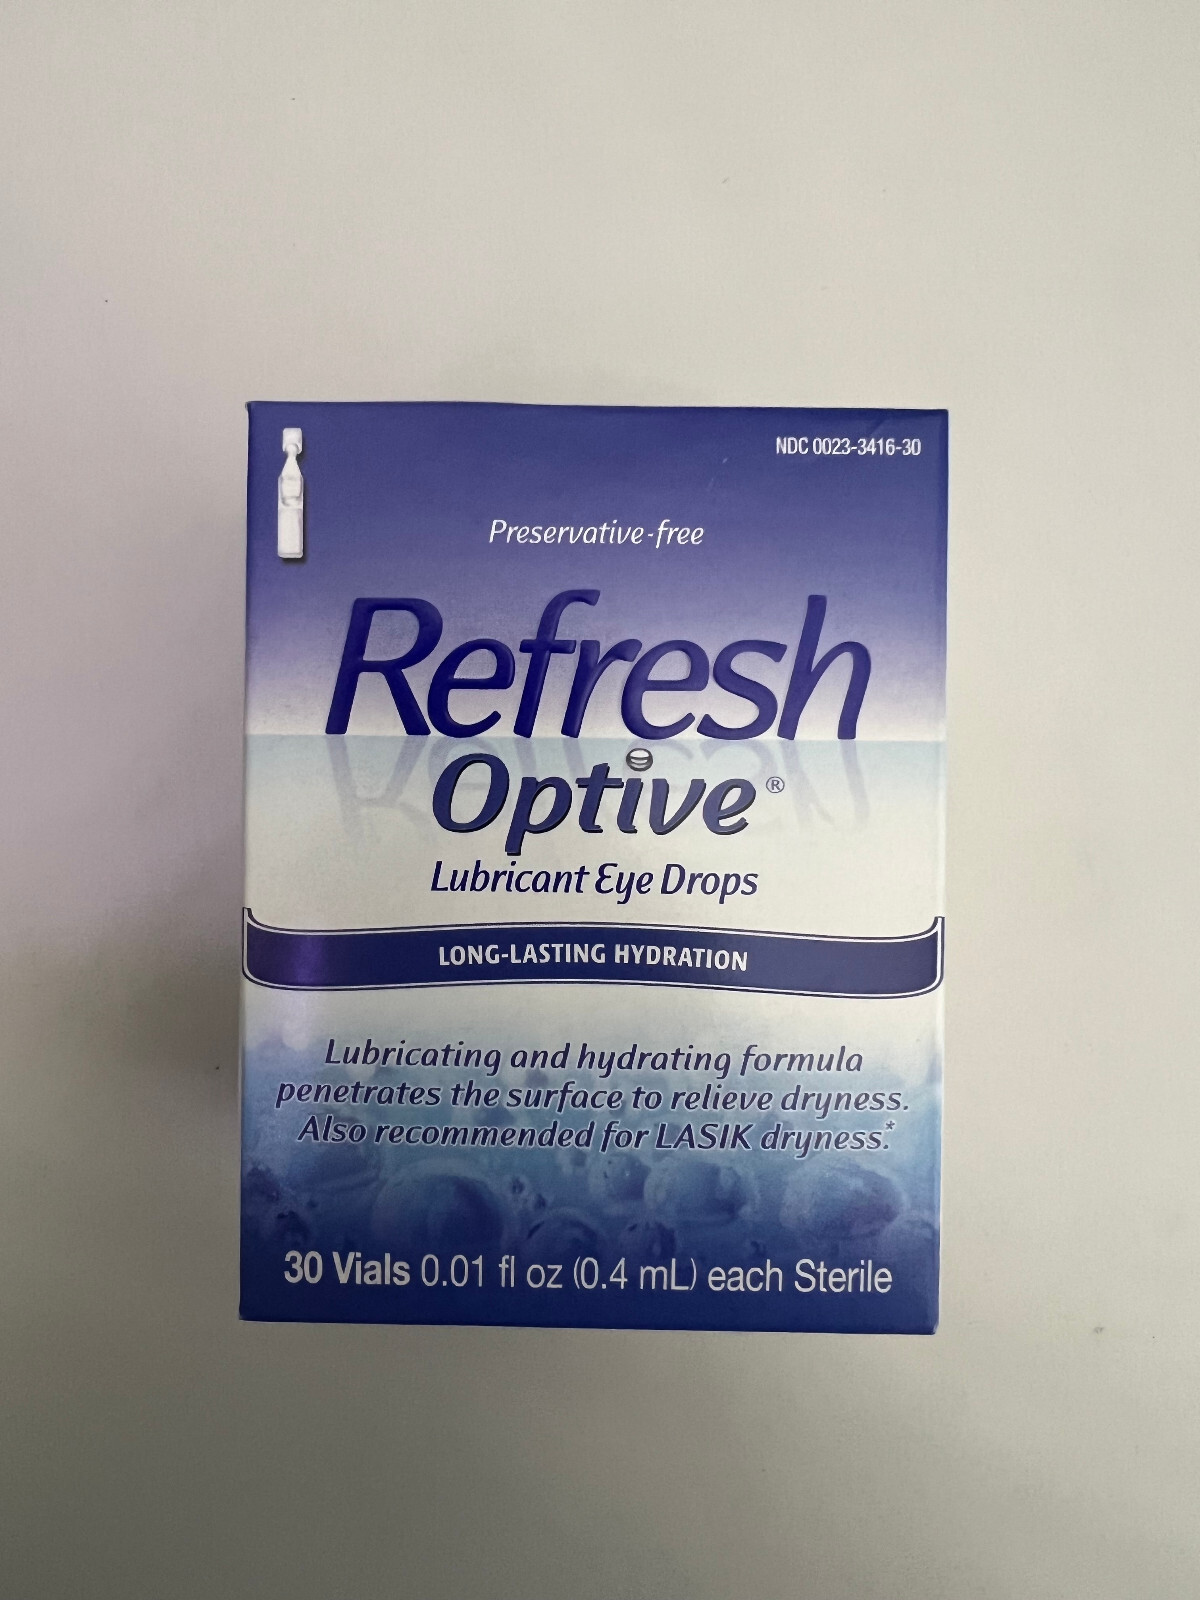 NDC 0023-3416-30
Preservative-free
Refresh
Optive®
Lubricant Eye Drops
LONG-LASTING HYDRATION
Lubricating and hydrating formula
penetrates the surface to relieve dryness.
Also recommended for LASIK dryness.*
30 Vials 0.01 fl oz (0.4 mL) each Sterile